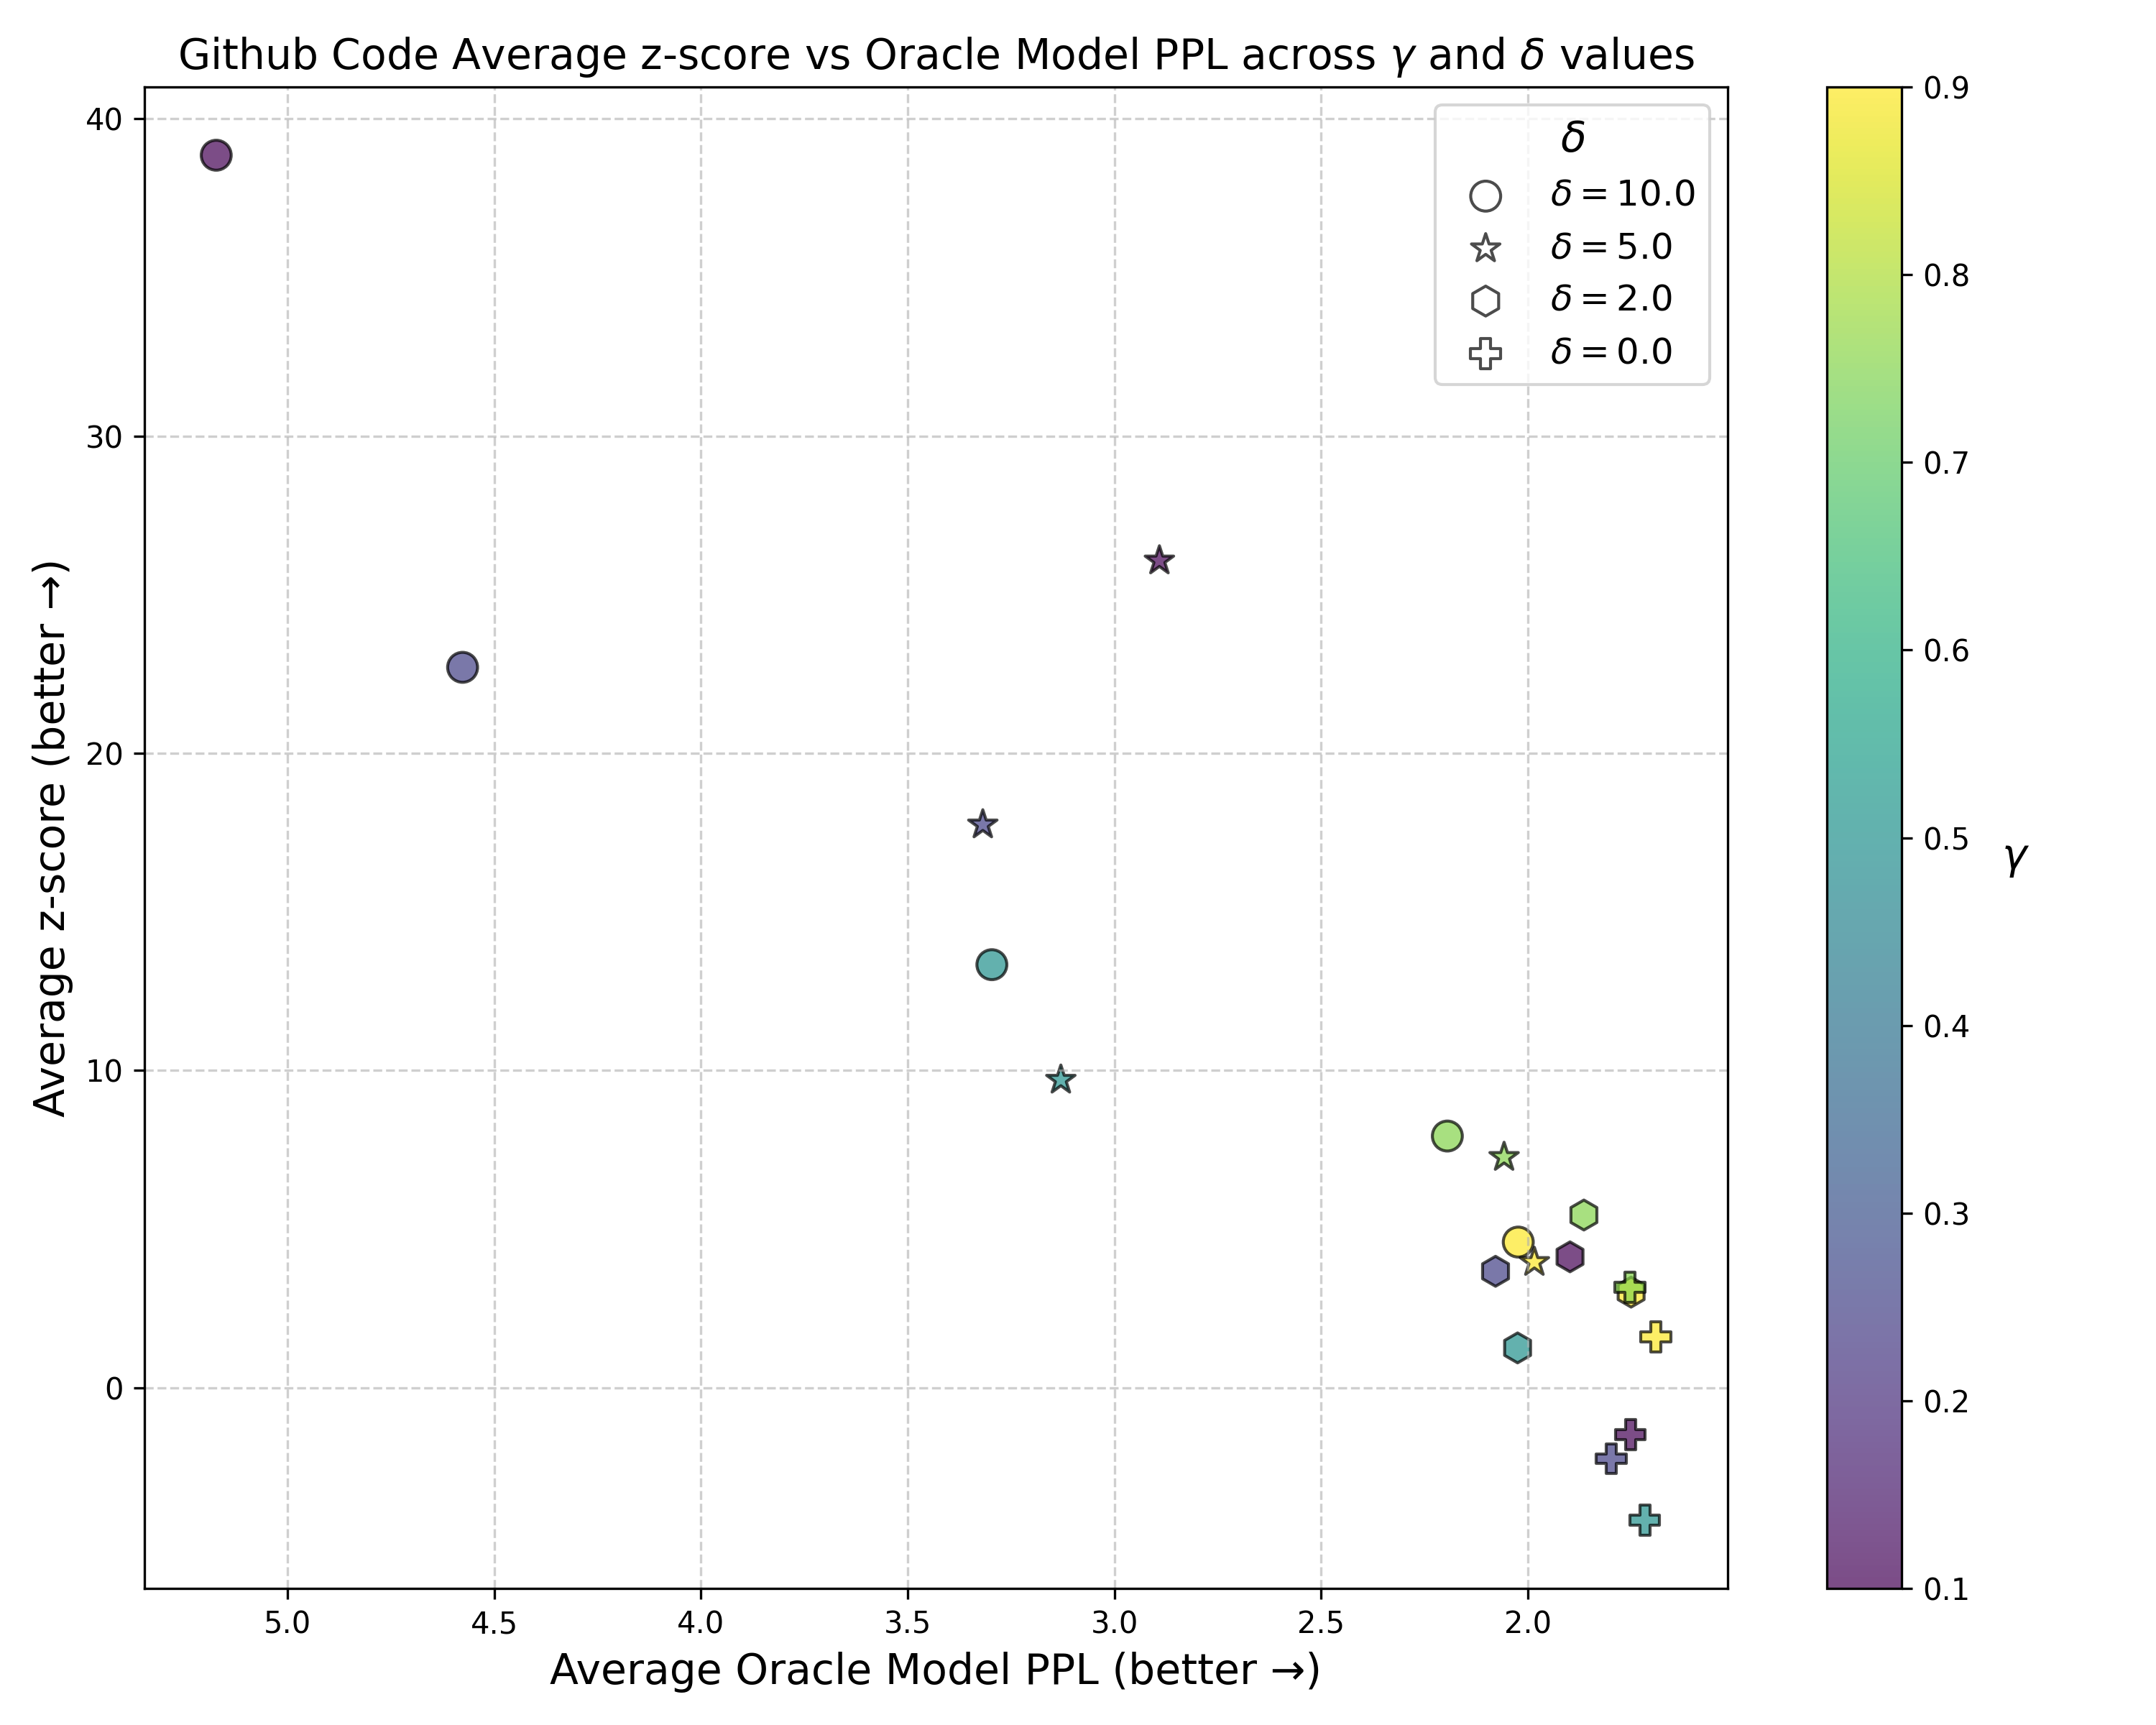 Github Code Average z-score vs Oracle Model PPL across γ and δ values
Average z-score (better →)
40
30
20
10
0
δ
δ = 10.0
δ = 5.0
δ = 2.0
δ = 0.0
5.0 4.5 4.0 3.5 3.0 2.5 2.0
Average Oracle Model PPL (better →)
0.9
0.8
0.7
0.6
0.5
0.4
0.3
0.2
0.1
γ